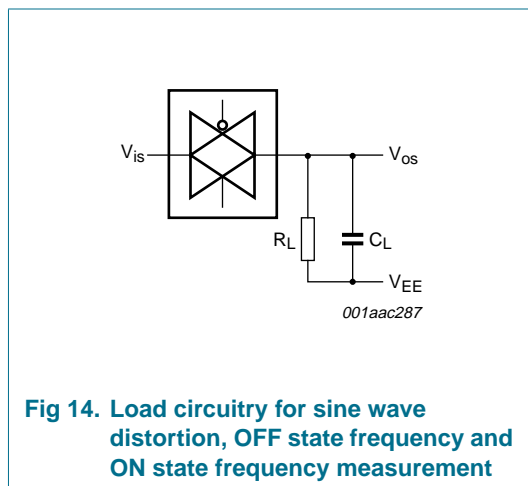 Vis
Vos
RL
CL
VEE
001aac287
Fig 14. Load circuitry for sine wave
distortion, OFF state frequency and
ON state frequency measurement